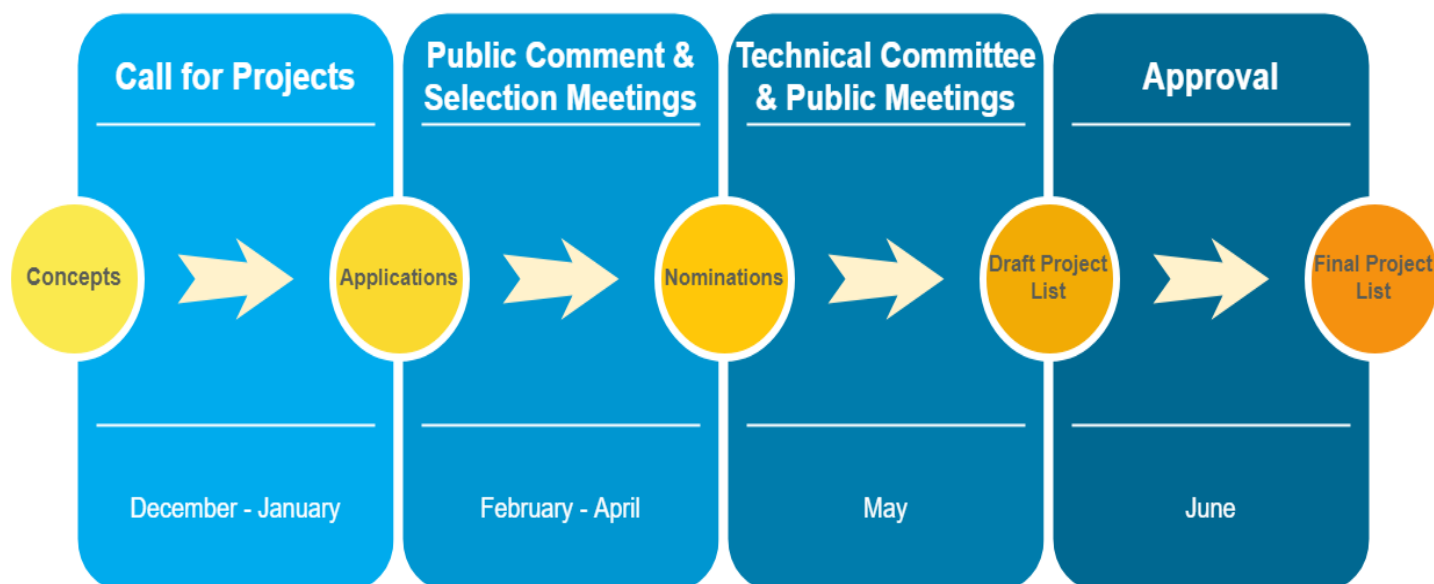 Call for Projects
Public Comment &
Selection Meetings
Technical Committee
& Public Meetings
Approval
Concepts
Applications
Nominations
Draft Project
List
Final Project
List
December - January
February - April
May
June